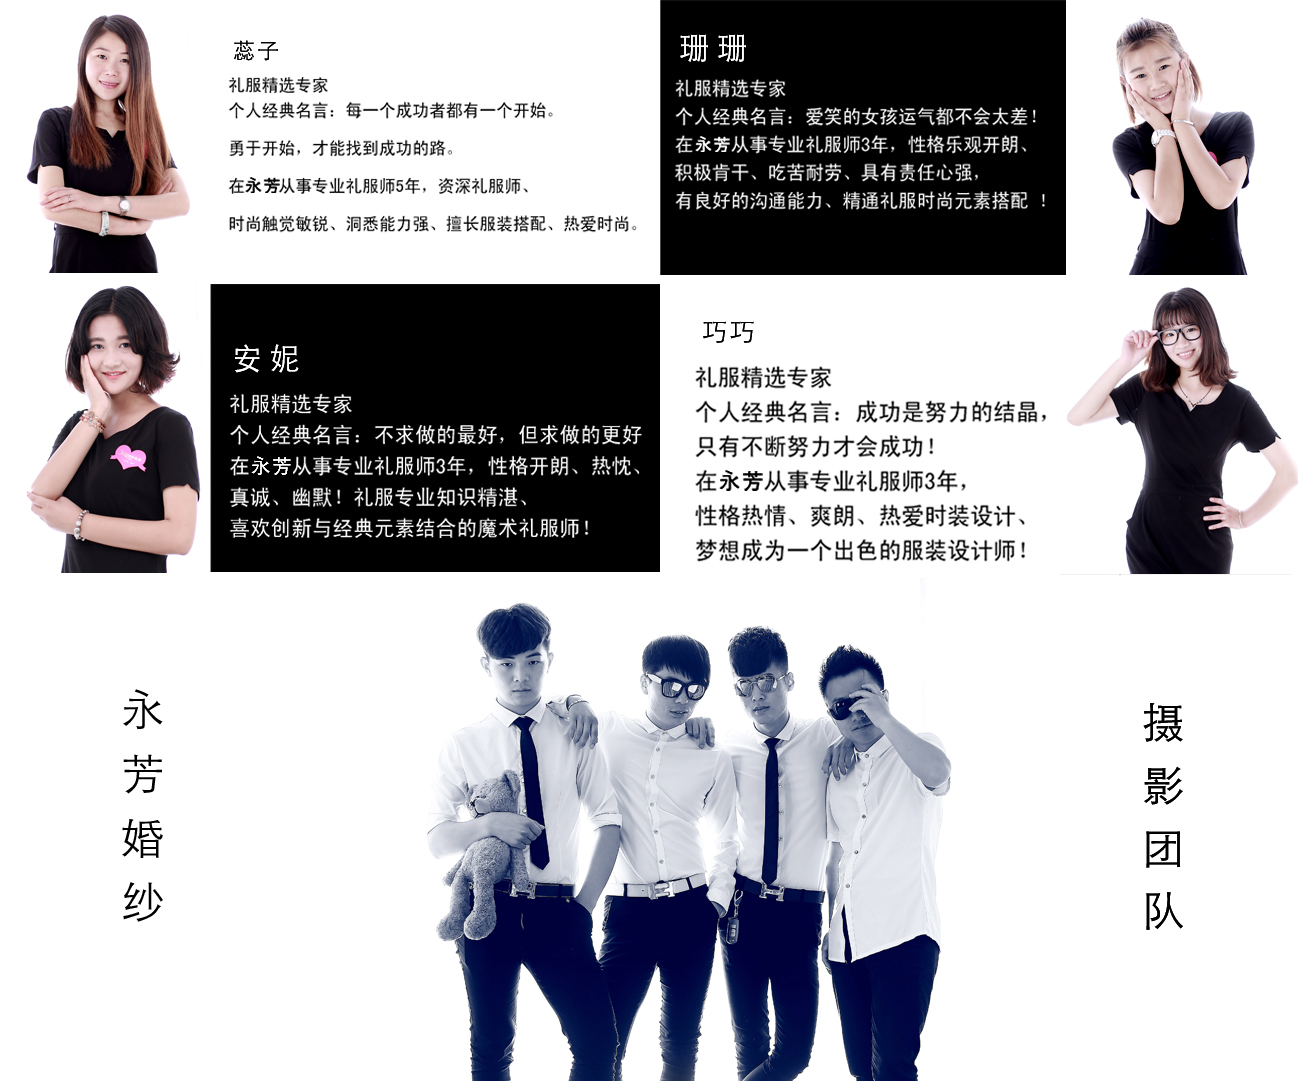 蕊子
礼服精选专家
个人经典名言：每一个成功者都有一个开始。
勇于开始，才能找到成功的路。
在永芳从事专业礼服师5年，资深礼服师、
时尚触觉敏锐、洞悉能力强、擅长服装搭配、热爱时尚。
珊 珊
礼服精选专家
个人经典名言：爱笑的女孩运气都不会太差！
在永芳从事专业礼服师3年，性格乐观开朗、
积极肯干、吃苦耐劳、具有责任心强，
有良好的沟通能力、精通礼服时尚元素搭配 ！
安 妮
礼服精选专家
个人经典名言：不求做的最好，但求做的更好
在永芳从事专业礼服师3年，性格开朗、热忱、
真诚、幽默！礼服专业知识精湛、
喜欢创新与经典元素结合的魔术礼服师！
巧巧
礼服精选专家
个人经典名言：成功是努力的结晶，
只有不断努力才会成功！
在永芳从事专业礼服师3年，
性格热情、爽朗、热爱时装设计、
梦想成为一个出色的服装设计师！
永芳婚纱
摄影团队